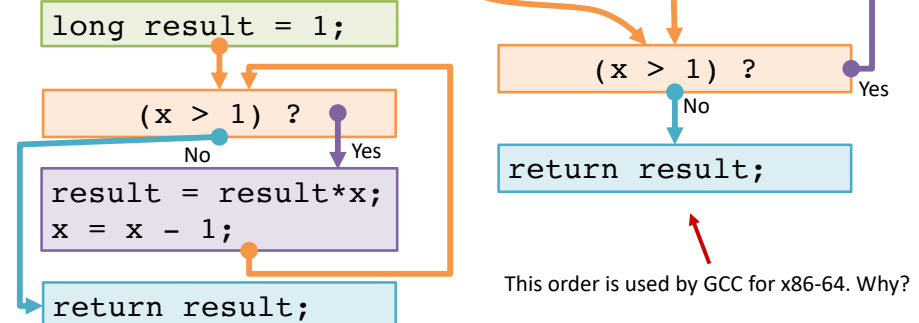 long result = 1;
(x > 1) ?
No
Yes
result = result*x;
x = x - 1;
return result;
(x > 1) ?
Yes
No
return result;
This order is used by GCC for x86-64. Why?